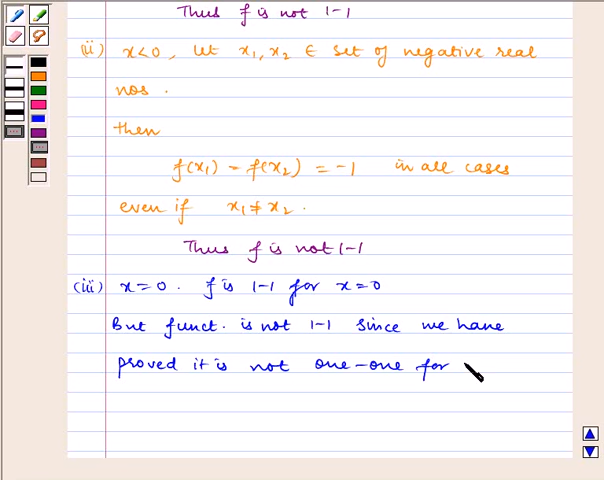 Thus f is not 1-1
(ii) x<0, let x₁, x₂ ∈ set of negative real
nos.
then
f(x₁) = f(x₂) = -1 in all cases
even if x₁ ≠ x₂.
Thus f is not 1-1
(iii) x=0. f is 1-1 for x=0
But funct. is not 1-1 since we have
proved it is not one-one for